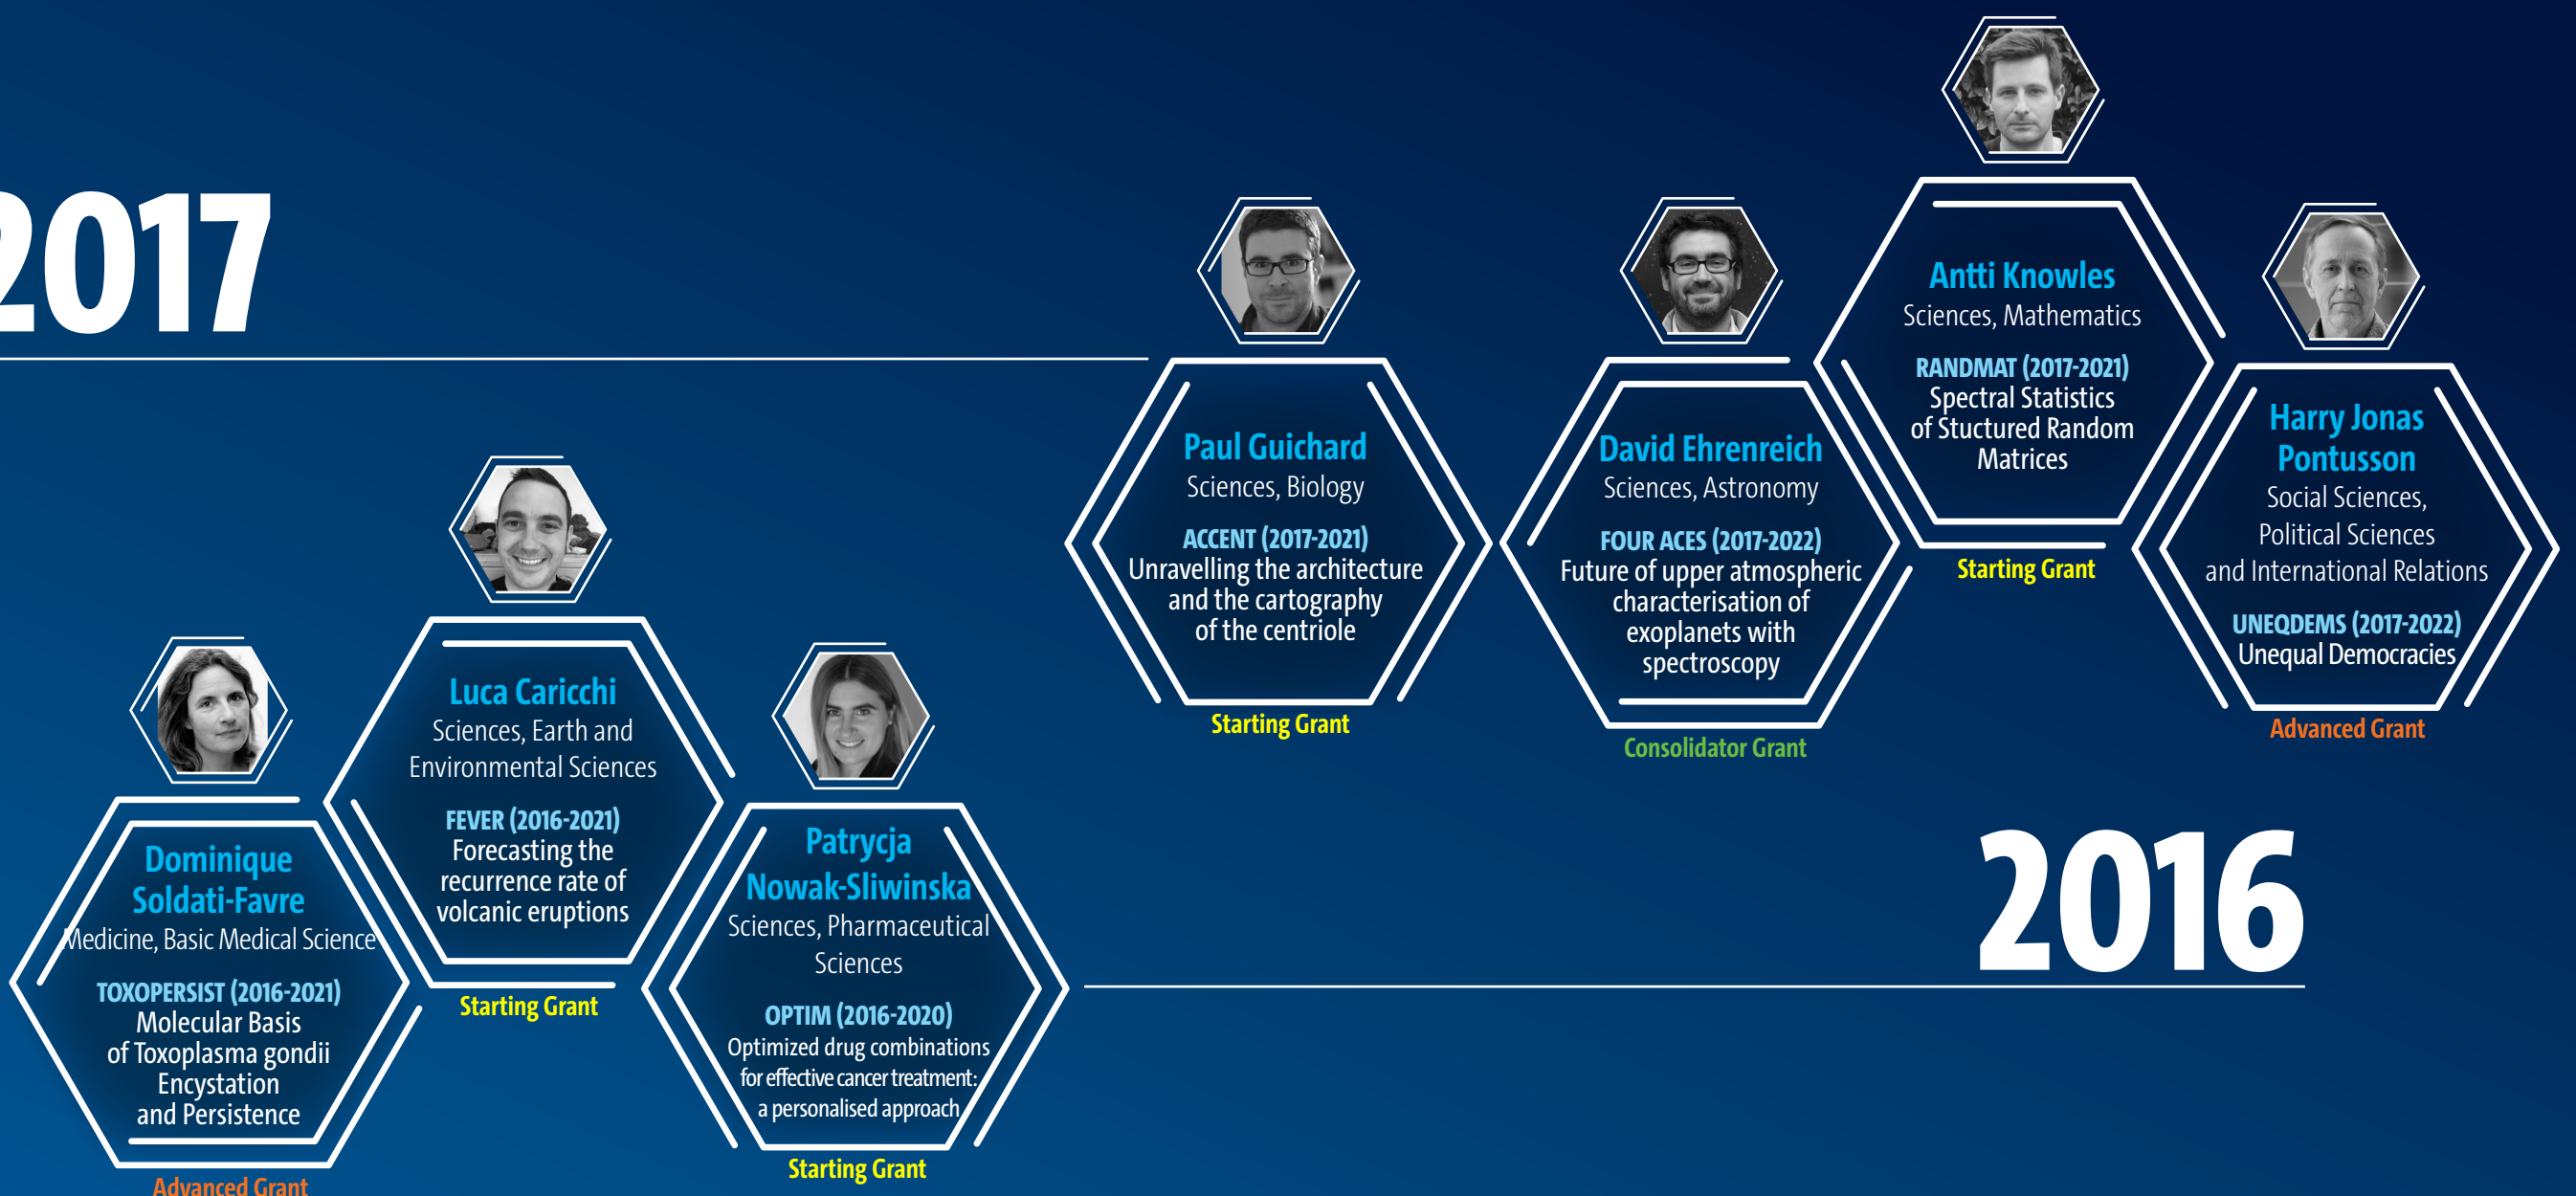 2017
Paul Guichard
Sciences, Biology
ACCENT (2017-2021)
Unravelling the architecture
and the cartography
of the centriole
Starting Grant
David Ehrenreich
Sciences, Astronomy
FOUR ACES (2017-2022)
Future of upper atmospheric
characterisation of
exoplanets with
spectroscopy
Consolidator Grant
Antti Knowles
Sciences, Mathematics
RANDMAT (2017-2021)
Spectral Statistics
of Stuctured Random
Matrices
Starting Grant
Harry Jonas
Pontusson
Social Sciences,
Political Sciences
and International Relations
UNEQDEMS (2017-2022)
Unequal Democracies
Advanced Grant
2016
Dominique
Soldati-Favre
Medicine, Basic Medical Science
TOXOPERSIST (2016-2021)
Molecular Basis
of Toxoplasma gondii
Encystation
and Persistence
Advanced Grant
Luca Caricchi
Sciences, Earth and
Environmental Sciences
FEVER (2016-2021)
Forecasting the
recurrence rate of
volcanic eruptions
Starting Grant
Patrycja
Nowak-Sliwinska
Sciences, Pharmaceutical
Sciences
OPTIM (2016-2020)
Optimized drug combinations
for effective cancer treatment:
a personalised approach
Starting Grant